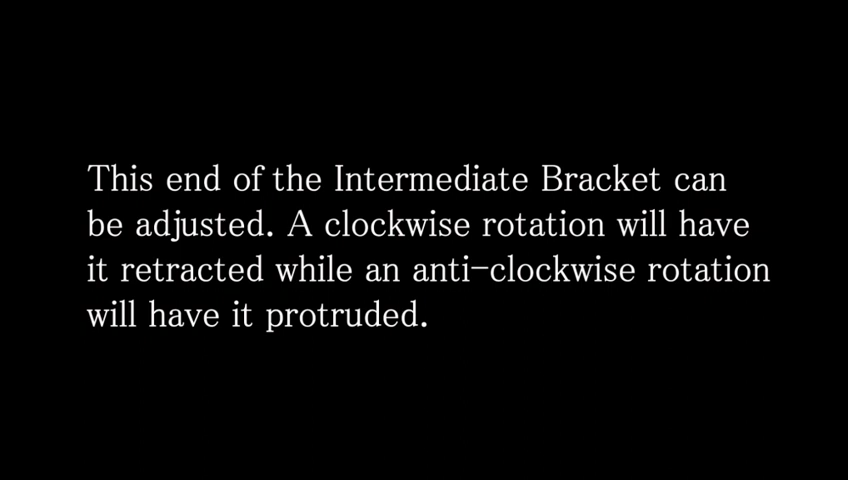 This end of the Intermediate Bracket can
be adjusted. A clockwise rotation will have
it retracted while an anti-clockwise rotation
will have it protruded.